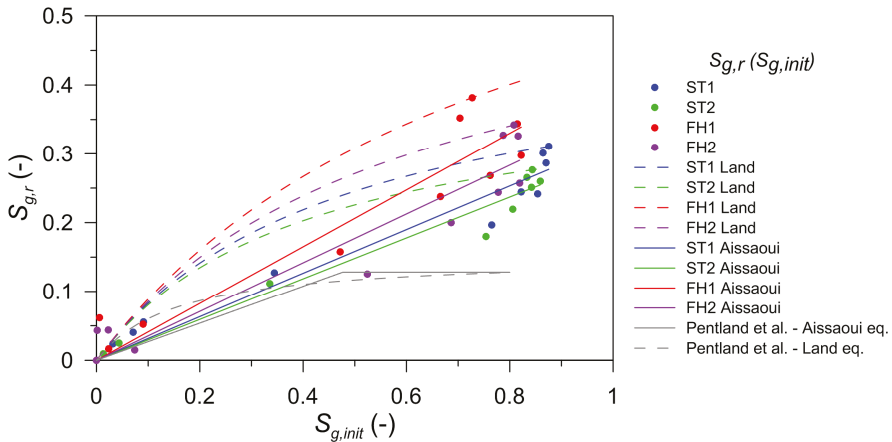 0.5
0.4
0.3
0.2
0.1
0
Sg,r (-)
0
0.2
0.4
0.6
0.8
1
Sg,init (-)
Sg,r (Sg,init)
ST1
ST2
FH1
FH2
ST1 Land
ST2 Land
FH1 Land
FH2 Land
ST1 Aissaoui
ST2 Aissaoui
FH1 Aissaoui
FH2 Aissaoui
Pentland et al. - Aissaoui eq.
Pentland et al. - Land eq.